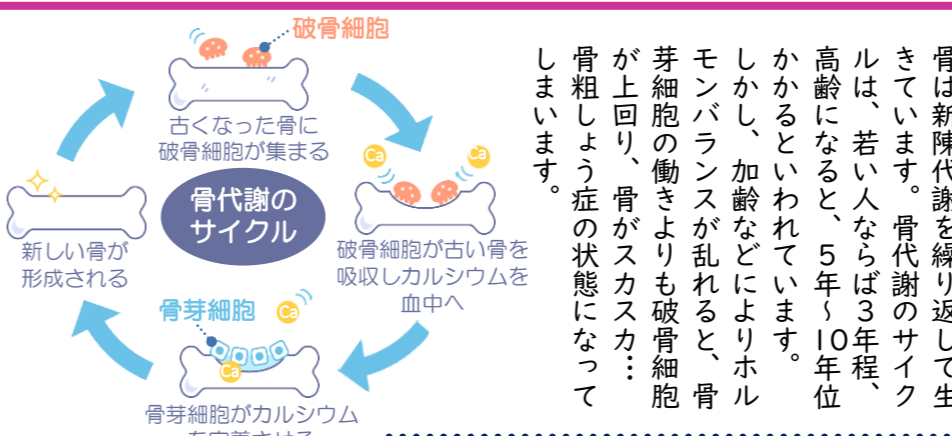 骨は新陳代謝を繰り返して生
きています。骨代謝のサイク
ルは、若い人ならば３年程、
高齢になると、５年～10年位
かかるといわれています。
しかし、加齢などによりホル
モンバランスが乱れると、骨
芽細胞の働きよりも破骨細胞
が上回り、骨がスカスカ…
骨粗しょう症の状態になって
しまいます。
破骨細胞
古くなった骨に
破骨細胞が集まる
骨代謝の
サイクル
Ca
Ca
破骨細胞が古い骨を
吸収しカルシウムを
血中へ
骨芽細胞
Ca
Ca
骨芽細胞がカルシウム
を定着させる
新しい骨が
形成される